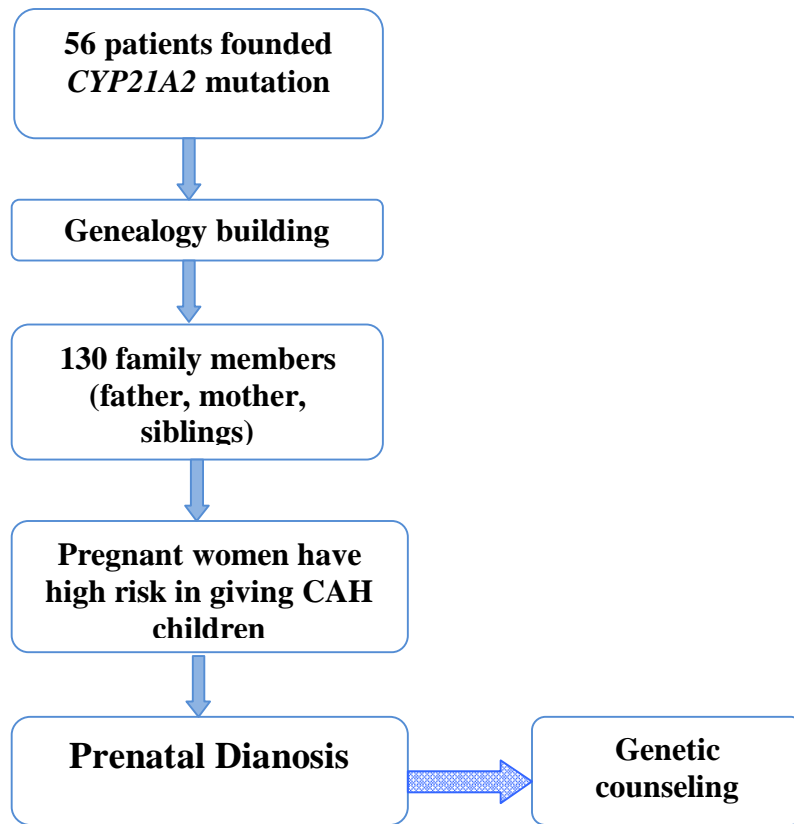 56 patients founded
CYP21A2 mutation
Genealogy building
130 family members
(father, mother,
siblings)
Pregnant women have
high risk in giving CAH
children
Prenatal Dianosis
Genetic
counseling